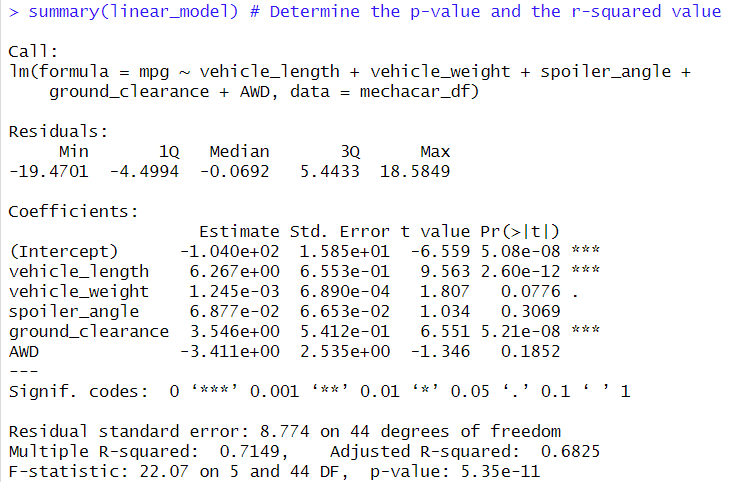 > summary(linear_model) # Determine the p-value and the r-squared value
Call:
lm(formula = mpg ~ vehicle_length + vehicle_weight + spoiler_angle +
    ground_clearance + AWD, data = mechacar_df)
Residuals:
     Min       1Q   Median       3Q      Max
-19.4701  -4.4994  -0.0692   5.4433  18.5849
Coefficients:
                   Estimate Std. Error t value Pr(>|t|)
(Intercept)      -1.040e+02  1.585e+01  -6.559 5.08e-08 ***
vehicle_length    6.267e+00  6.553e-01   9.563 2.60e-12 ***
vehicle_weight    1.245e-03  6.890e-04   1.807   0.0776 .
spoiler_angle     6.877e-02  6.653e-02   1.034   0.3069
ground_clearance  3.546e+00  5.412e-01   6.551 5.21e-08 ***
AWD              -3.411e+00  2.535e+00  -1.346   0.1852
---
Signif. codes:  0 ‘***’ 0.001 ‘**’ 0.01 ‘*’ 0.05 ‘.’ 0.1 ‘ ’ 1
Residual standard error: 8.774 on 44 degrees of freedom
Multiple R-squared:  0.7149,	Adjusted R-squared:  0.6825
F-statistic: 22.07 on 5 and 44 DF,  p-value: 5.35e-11